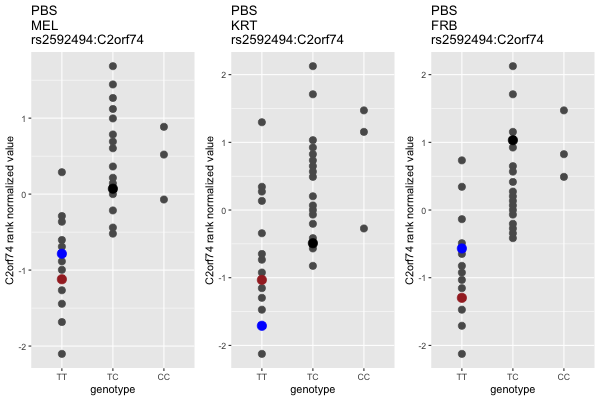 PBS
MEL
rs2592494:C2orf74
C2orf74 rank normalized value
1
0
-1
-2
TT TC CC
genotype
PBS
KRT
rs2592494:C2orf74
C2orf74 rank normalized value
2
1
0
-1
-2
TT TC CC
genotype
PBS
FRB
rs2592494:C2orf74
C2orf74 rank normalized value
2
1
0
-1
-2
TT TC CC
genotype